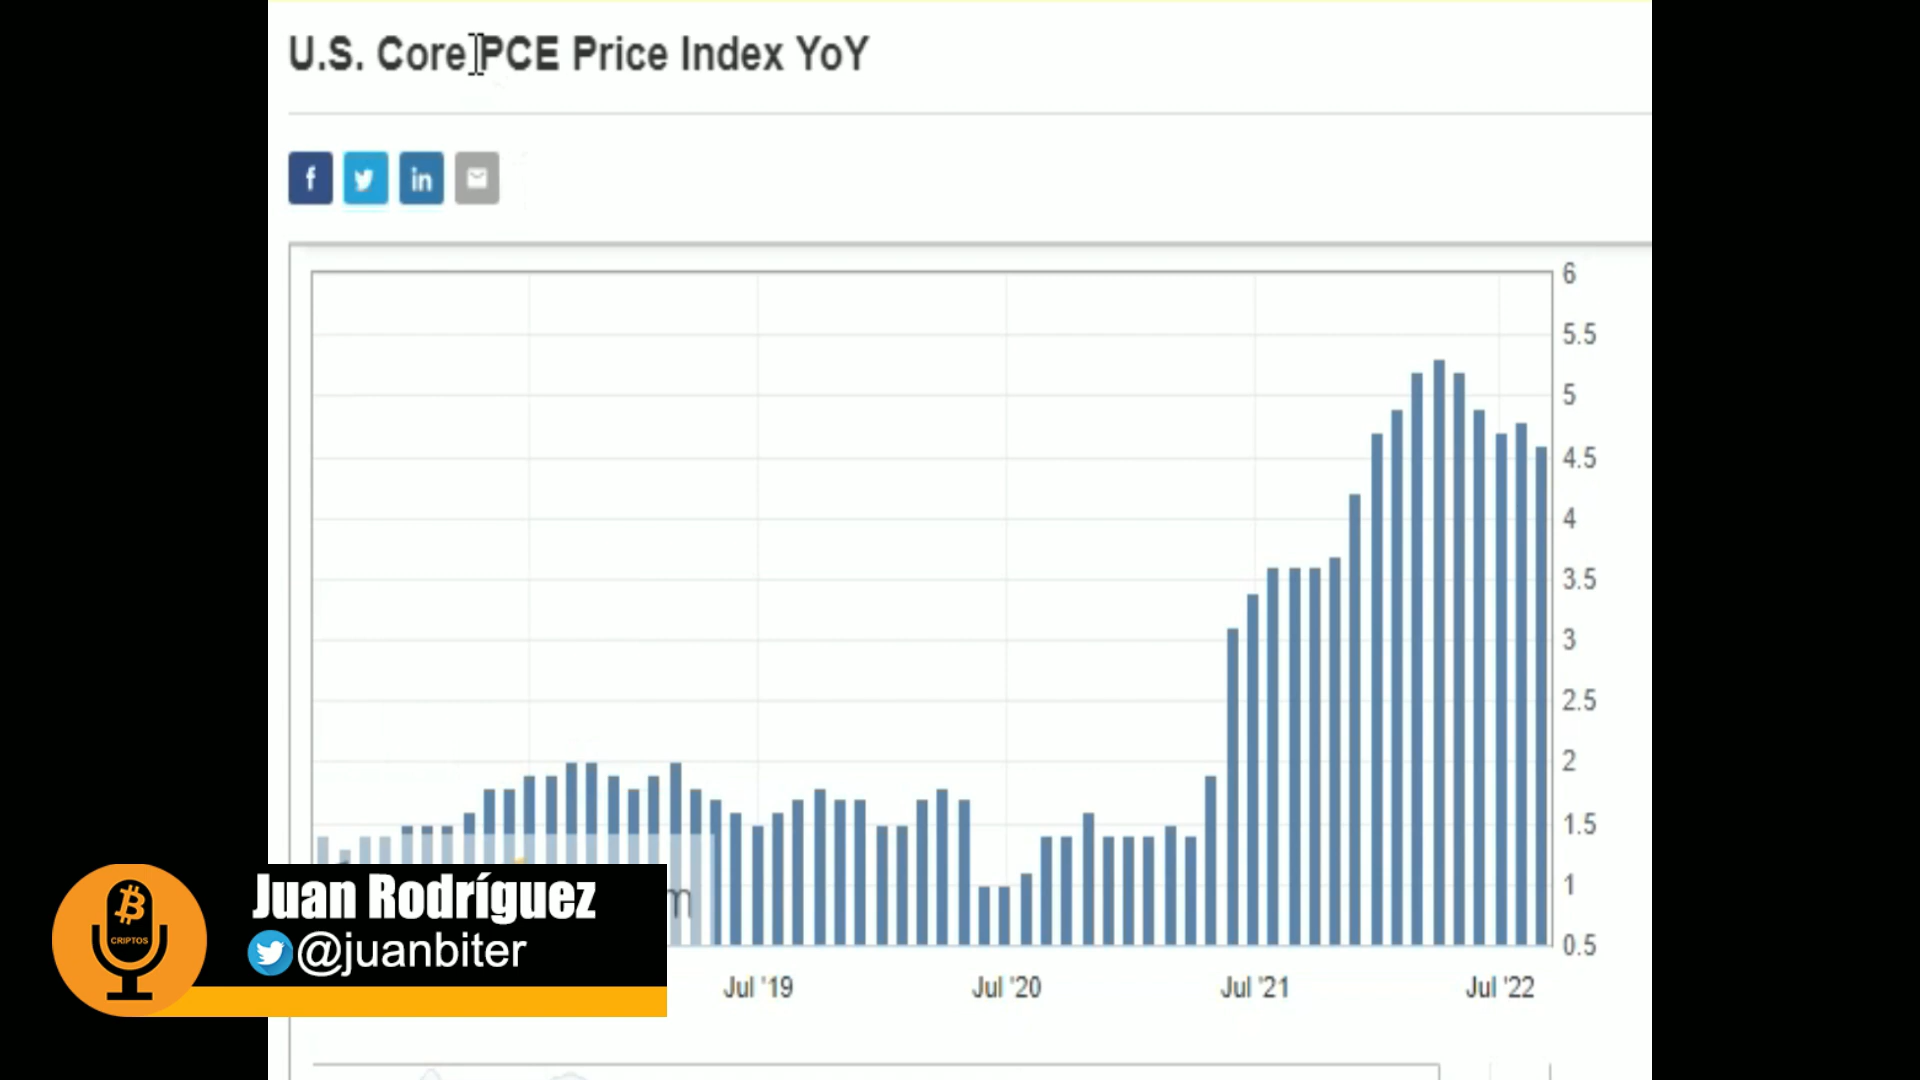 U.S. Core PCE Price Index YoY
f
in
6
5.5
5
4.5
4
3.5
3
2.5
2
1.5
1
0.5
m
Jul '19
Jul '20
Jul '21
Jul '22
CRIPTOS
Juan Rodríguez
@juanbiter